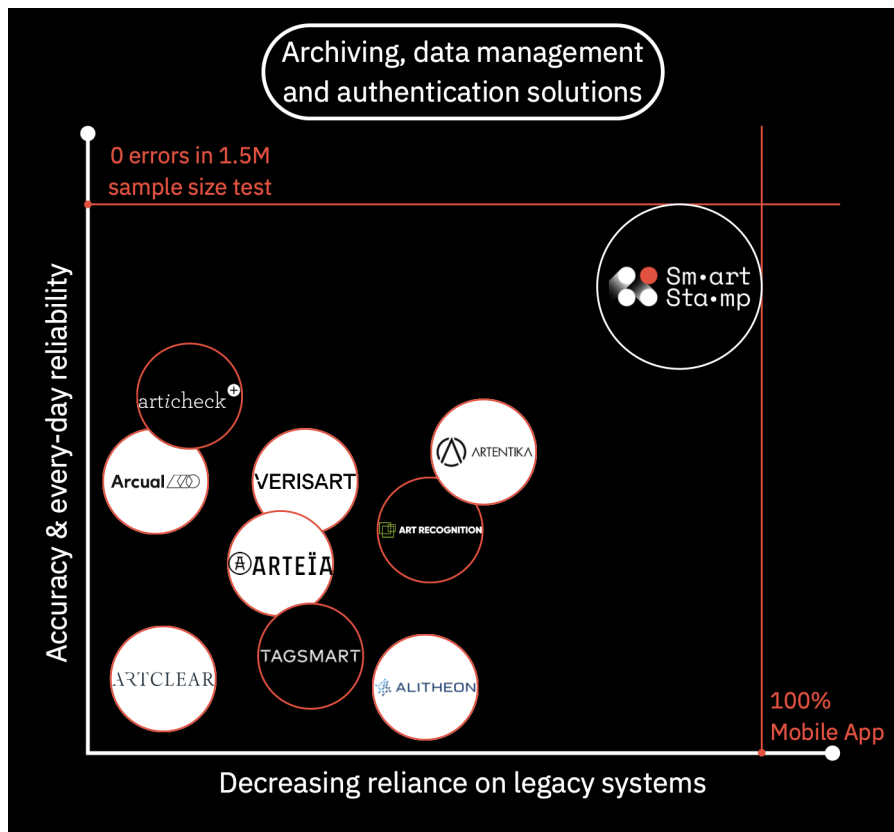 Archiving, data management
and authentication solutions
0 errors in 1.5M
sample size test
Sm•art
Sta•mp
Accuracy & every-day reliability
articheck+
ARTENTIKA
Arcual
VERISART
ART RECOGNITION
ARTEÏA
TAGSMART
ARTCLEAR
ALITHEON
100%
Mobile App
Decreasing reliance on legacy systems